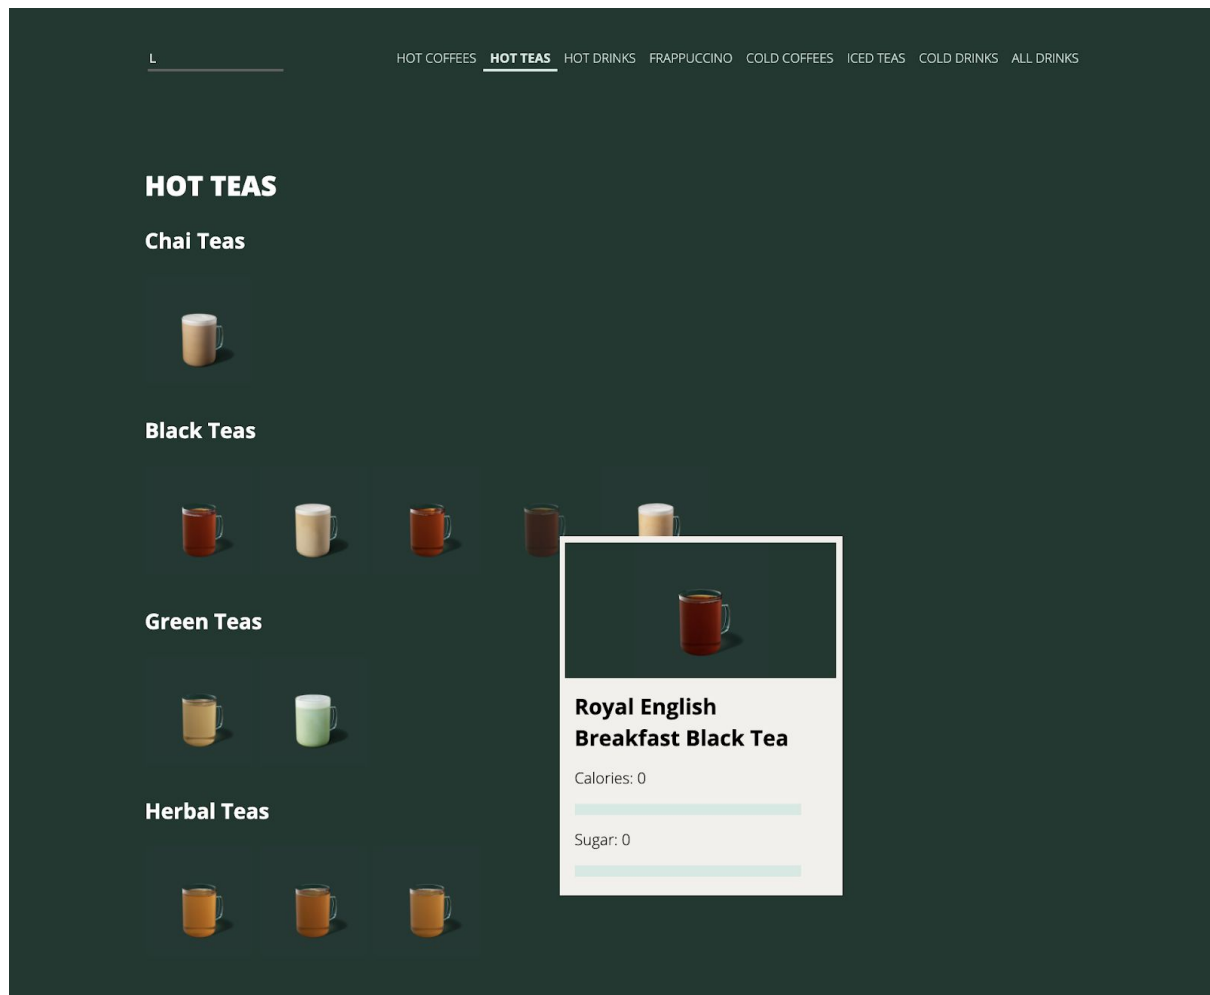 L
HOT COFFEES HOT TEAS HOT DRINKS FRAPPUCCINO COLD COFFEES ICED TEAS COLD DRINKS ALL DRINKS
HOT TEAS
Chai Teas
Black Teas
Green Teas
Royal English
Breakfast Black Tea
Calories: 0
Sugar: 0
Herbal Teas